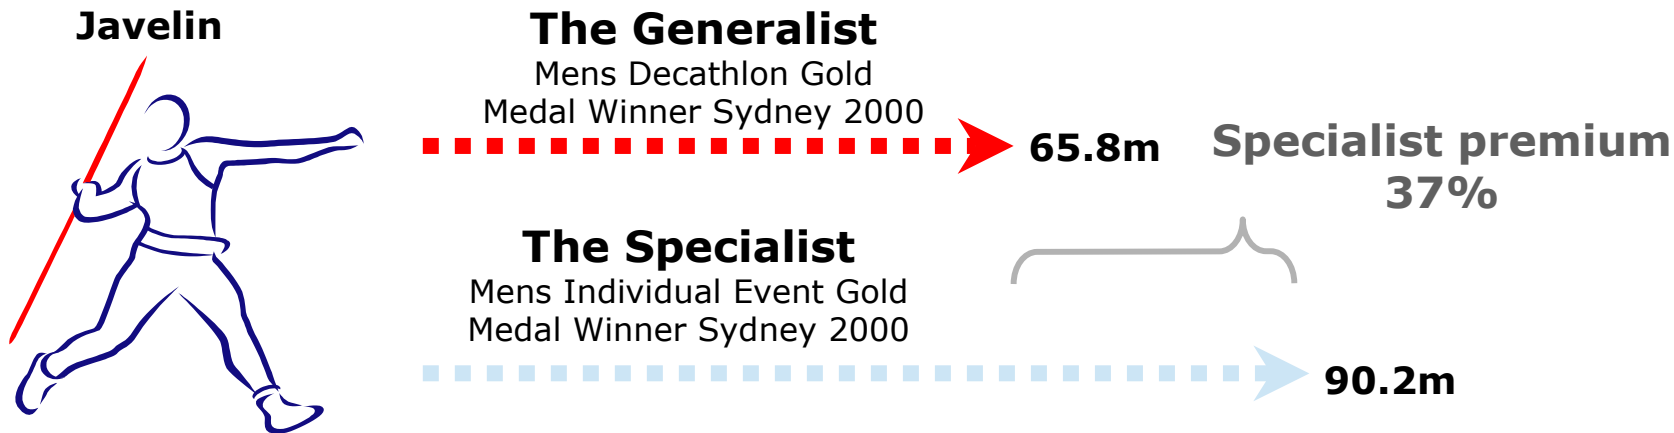 Javelin
The Generalist
Mens Decathlon Gold
Medal Winner Sydney 2000
65.8m
Specialist premium
37%
The Specialist
Mens Individual Event Gold
Medal Winner Sydney 2000
90.2m